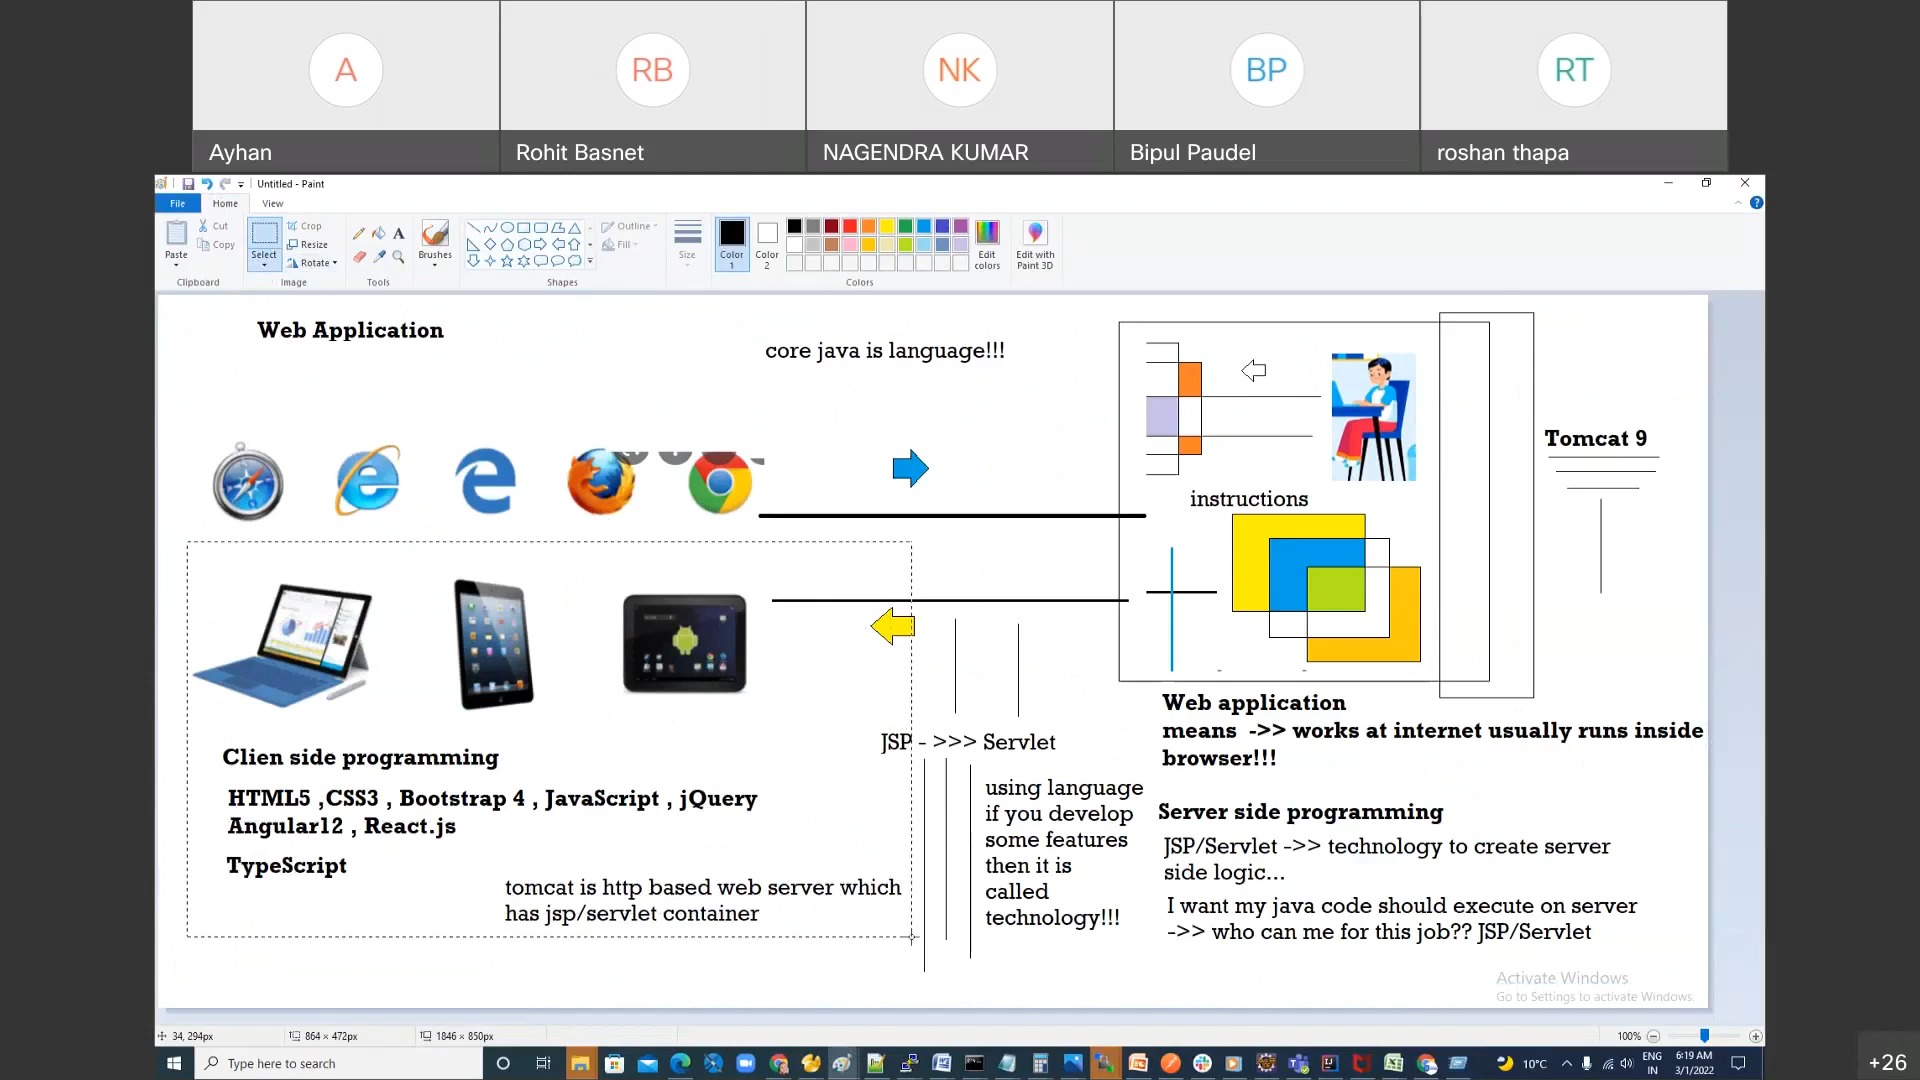 A
RB
NK
BP
RT
Ayhan
Rohit Basnet
NAGENDRA KUMAR
Bipul Paudel
roshan thapa
Untitled - Paint
File
Home
View
Paste
Cut
Copy
Clipboard
Select
Crop
Resize
Rotate
Image
A
Tools
Brushes
Outline
Fill
Shapes
Size
Color 1
Color 2
Colors
Edit colors
Edit with Paint 3D
Web Application
core java is language!!!
instructions
Tomcat 9
Web application
means ->> works at internet usually runs inside
browser!!!
JSP - >>> Servlet
Clien side programming
HTML5 ,CSS3 , Bootstrap 4 , JavaScript , jQuery
Angular12 , React.js
TypeScript
tomcat is http based web server which
has jsp/servlet container
using language
if you develop
some features
then it is
called
technology!!!
Server side programming
JSP/Servlet ->> technology to create server
side logic...
I want my java code should execute on server
->> who can me for this job?? JSP/Servlet
Activate Windows
Go to Settings to activate Windows.
34, 294px
864 × 472px
1846 × 850px
100%
Type here to search
10°C
ENG
IN
6:19 AM
3/1/2022
+26